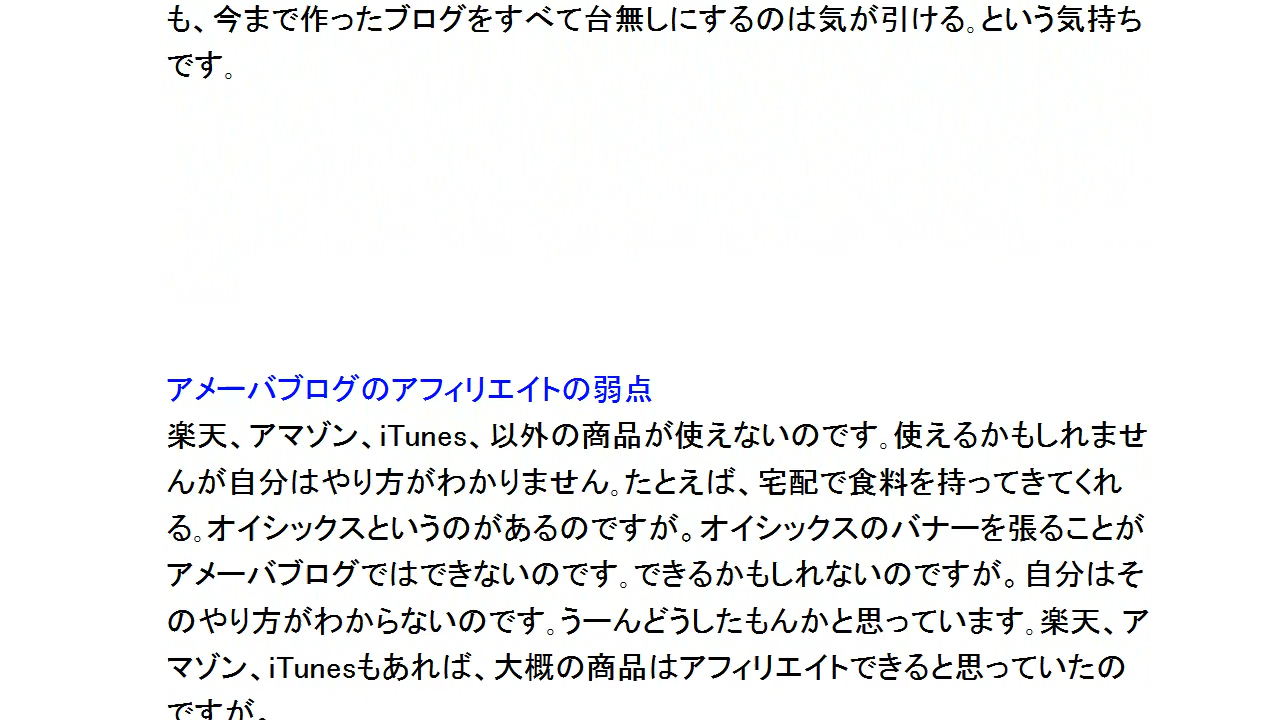 も、今まで作ったブログをすべて台無しにするのは気が引ける。という気持ち
です。
アメーバブログのアフィリエイトの弱点
楽天、アマゾン、iTunes、以外の商品が使えないのです。使えるかもしれませ
んが自分はやり方がわかりません。たとえば、宅配で食料を持ってきてくれ
る。オイシックスというのがあるのですが。オイシックスのバナーを張ることが
アメーバブログではできないのです。できるかもしれないのですが。自分はそ
のやり方がわからないのです。うーんどうしたもんかと思っています。楽天、ア
マゾン、iTunesもあれば、大概の商品はアフィリエイトできると思っていたの
ですが。